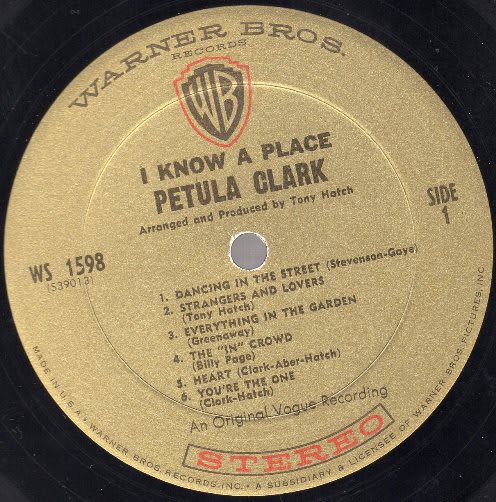 WARNER BROS.
RECORDS
WB
I KNOW A PLACE
PETULA CLARK
Arranged and Produced by Tony Hatch
SIDE
1
WS 1598
(S39013)
1. DANCING IN THE STREET (Stevenson-Gaye)
2. STRANGERS AND LOVERS
(Tony Hatch)
3. EVERYTHING IN THE GARDEN
(Greenaway)
4. THE "IN" CROWD
(Billy Page)
5. HEART (Clark-Aber-Hatch)
6. YOU'RE THE ONE
(Clark-Hatch)
An Original Vogue Recording
STEREO
MADE IN U.S.A. • WARNER BROS. RECORDS, INC. • A SUBSIDIARY & LICENSEE OF WARNER BROS. PICTURES, INC.